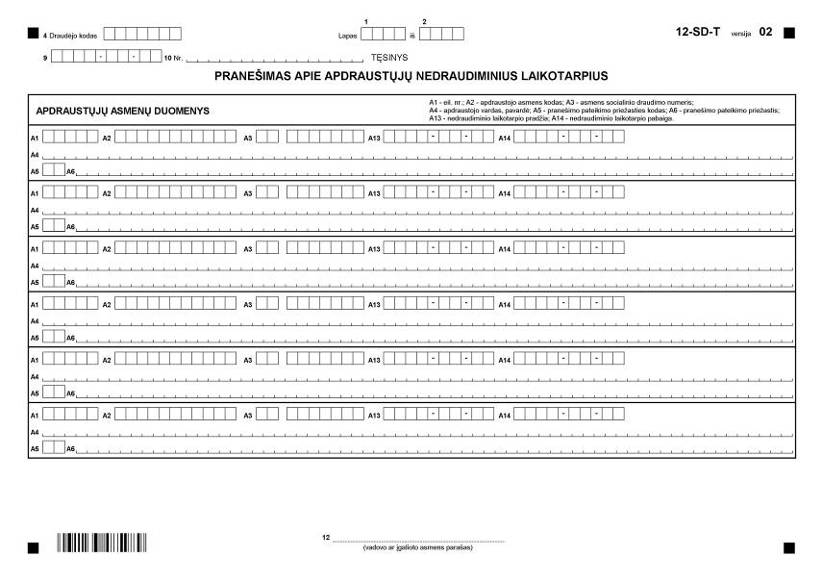 4 Draudėjo kodas
1 2
Lapas iš
12-SD-T versija 02
9 - - 10 Nr. TĘSINYS
PRANEŠIMAS APIE APDRAUSTŲJŲ NEDRAUDIMINIUS LAIKOTARPIUS
APDRAUSTŲJŲ ASMENŲ DUOMENYS
A1 - eil. nr.; A2 - apdraustojo asmens kodas; A3 - asmens socialinio draudimo numeris;
A4 - apdraustojo vardas, pavardė; A5 - pranešimo pateikimo priežasties kodas; A6 - pranešimo pateikimo priežastis;
A13 - nedraudiminio laikotarpio pradžia; A14 - nedraudiminio laikotarpio pabaiga.
A1 A2 A3 A13 - - A14 - -
A4
A5 A6
A1 A2 A3 A13 - - A14 - -
A4
A5 A6
A1 A2 A3 A13 - - A14 - -
A4
A5 A6
A1 A2 A3 A13 - - A14 - -
A4
A5 A6
A1 A2 A3 A13 - - A14 - -
A4
A5 A6
A1 A2 A3 A13 - - A14 - -
A4
A5 A6
12
(vadovo ar įgalioto asmens parašas)